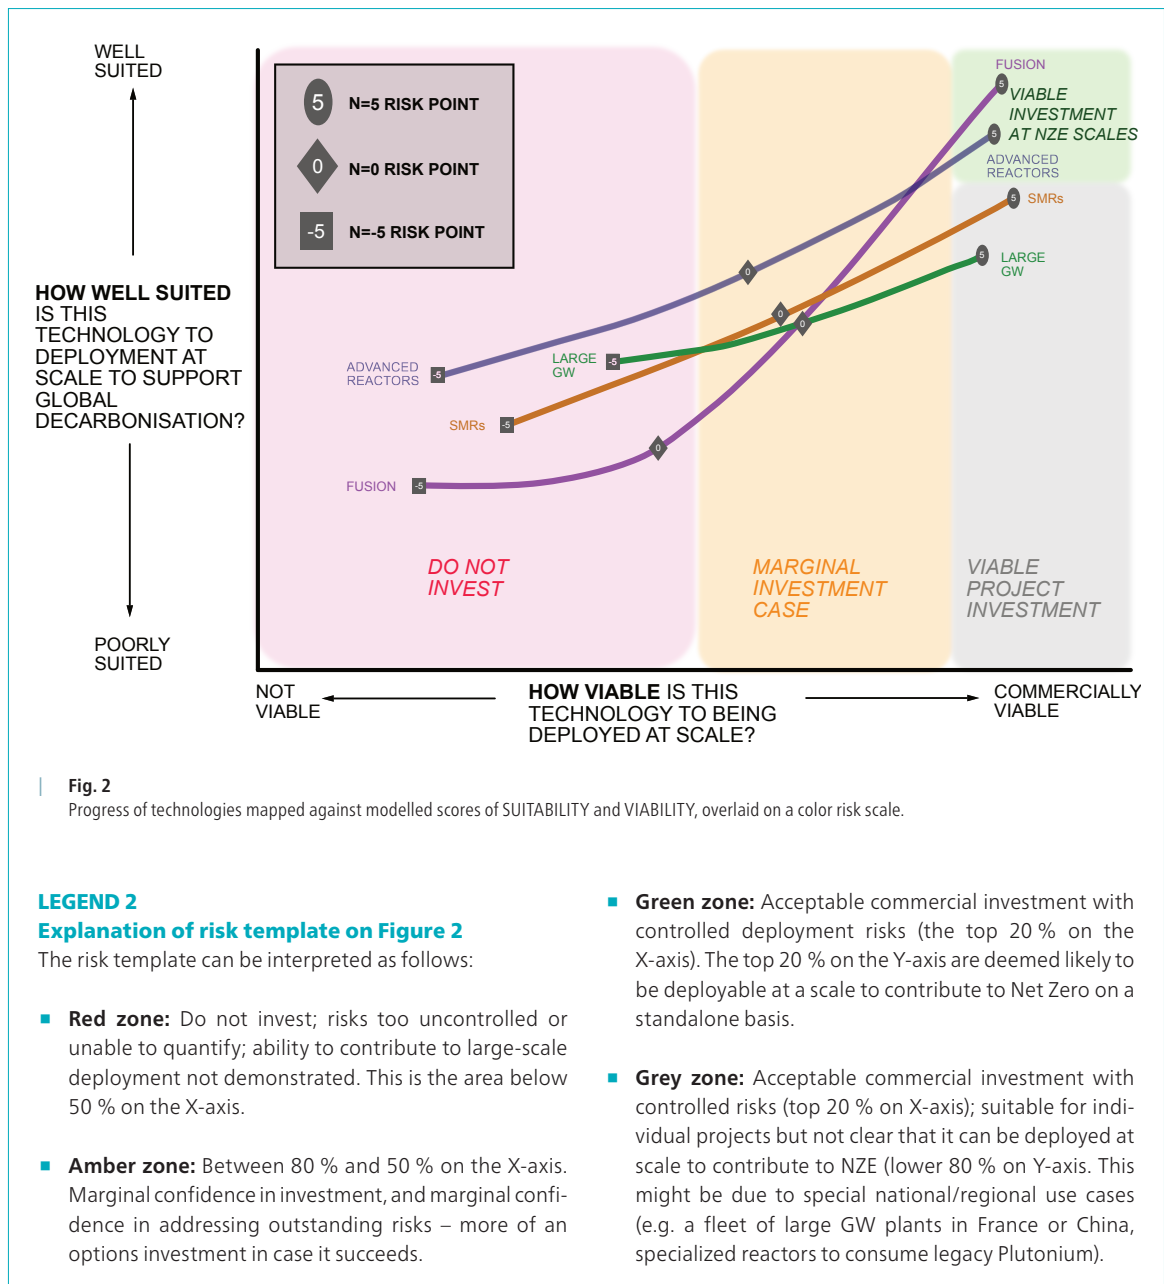 WELL
SUITED
HOW WELL SUITED
IS THIS
TECHNOLOGY TO
DEPLOYMENT AT
SCALE TO SUPPORT
GLOBAL
DECARBONISATION?
POORLY
SUITED
5 N=5 RISK POINT
0 N=0 RISK POINT
-5 N=-5 RISK POINT
FUSION
5
VIABLE
INVESTMENT
AT NZE SCALES
5
ADVANCED
REACTORS
5 SMRs
5 LARGE
GW
0
0
0
ADVANCED
REACTORS -5
LARGE
GW -5
SMRs -5
0
FUSION -5
DO NOT
INVEST
MARGINAL
INVESTMENT
CASE
VIABLE
PROJECT
INVESTMENT
NOT
VIABLE
HOW VIABLE IS THIS
TECHNOLOGY TO BEING
DEPLOYED AT SCALE?
COMMERCIALLY
VIABLE
Fig. 2
Progress of technologies mapped against modelled scores of SUITABILITY and VIABILITY, overlaid on a color risk scale.
LEGEND 2
Explanation of risk template on Figure 2
The risk template can be interpreted as follows:
Red zone: Do not invest; risks too uncontrolled or
unable to quantify; ability to contribute to large-scale
deployment not demonstrated. This is the area below
50 % on the X-axis.
Amber zone: Between 80 % and 50 % on the X-axis.
Marginal confidence in investment, and marginal confi-
dence in addressing outstanding risks – more of an
options investment in case it succeeds.
Green zone: Acceptable commercial investment with
controlled deployment risks (the top 20 % on the
X-axis). The top 20 % on the Y-axis are deemed likely to
be deployable at a scale to contribute to Net Zero on a
standalone basis.
Grey zone: Acceptable commercial investment with
controlled risks (top 20 % on X-axis); suitable for indi-
vidual projects but not clear that it can be deployed at
scale to contribute to NZE (lower 80 % on Y-axis. This
might be due to special national/regional use cases
(e.g. a fleet of large GW plants in France or China,
specialized reactors to consume legacy Plutonium).